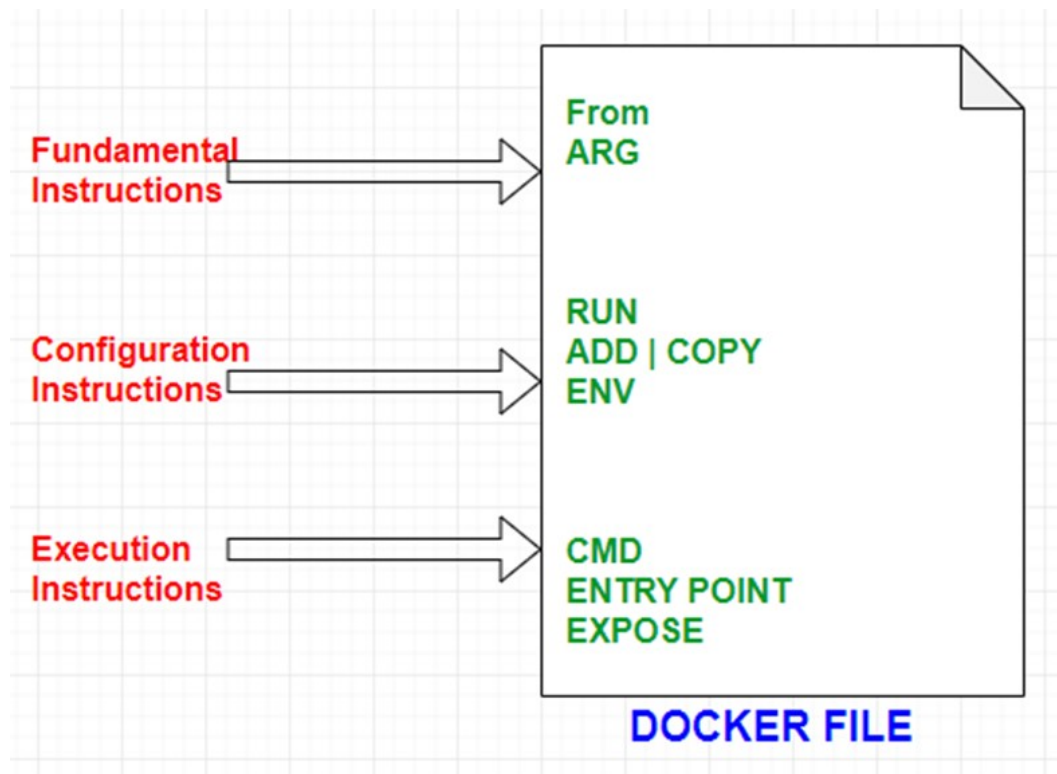 Fundamental
Instructions
From
ARG
Configuration
Instructions
RUN
ADD | COPY
ENV
Execution
Instructions
CMD
ENTRY POINT
EXPOSE
DOCKER FILE